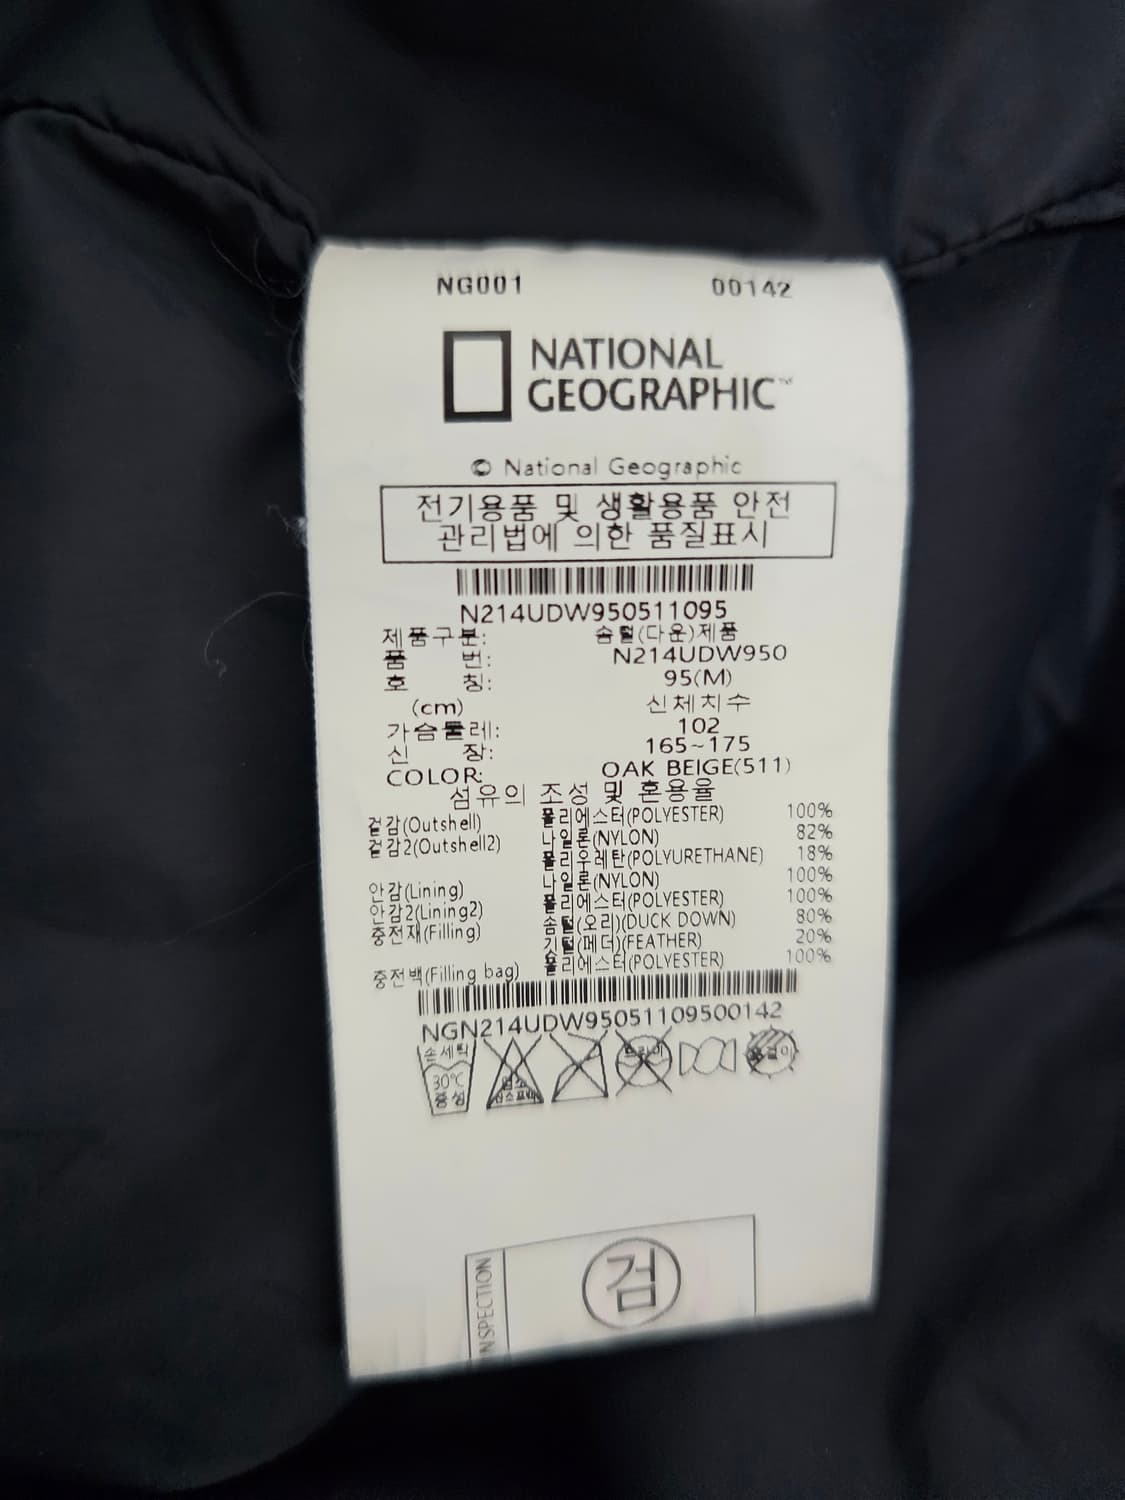 NG001 00142
NATIONAL
GEOGRAPHIC™
© National Geographic
전기용품 및 생활용품 안전
관리법에 의한 품질표시
N214UDW950511095
제품구분: 솜털(다운)제품
품 번: N214UDW950
호 칭: 95(M)
(cm) 신체치수
가슴둘레: 102
신 장: 165~175
COLOR: OAK BEIGE(511)
섬유의 조성 및 혼용율
겉감(Outshell) 폴리에스터(POLYESTER) 100%
겉감2(Outshell2) 나일론(NYLON) 82%
폴리우레탄(POLYURETHANE) 18%
안감(Lining) 나일론(NYLON) 100%
안감2(Lining2) 폴리에스터(POLYESTER) 100%
충전재(Filling) 솜털(오리)(DUCK DOWN) 80%
깃털(페더)(FEATHER) 20%
충전백(Filling bag) 폴리에스터(POLYESTER) 100%
NGN214UDW95051109500142
손세탁
30℃
중성
염소
드라이
옷걸이
INSPECTION
검